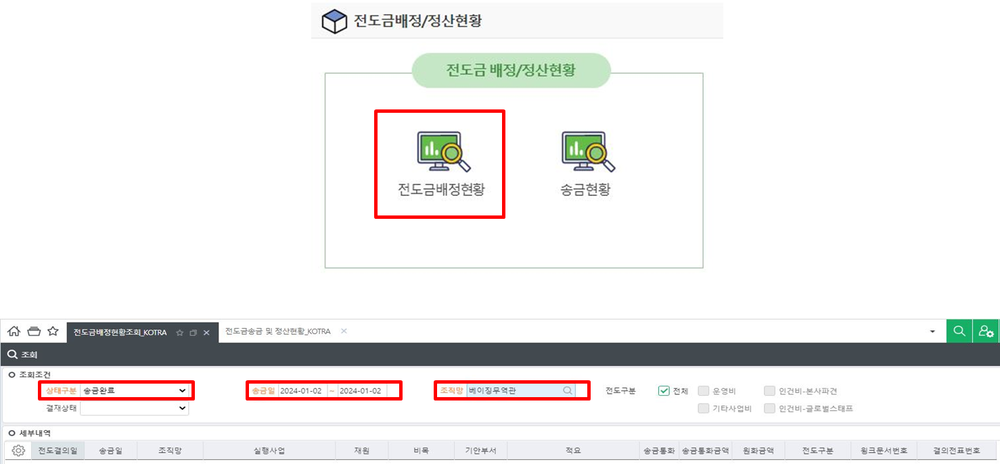 전도금배정/정산현황
전도금 배정/정산현황
전도금배정현황 송금현황
전도금배정현황조회_KOTRA 전도금송금 및 정산현황_KOTRA
조회
조회조건
상태구분 송금완료 송금일 2024-01-02 ~ 2024-01-02 조직망 베이징무역관 전도구분 전체 운영비 인건비-본사파견
결재상태 기타사업비 인건비-글로벌스태프
세부내역
전도결의일 송금일 조직망 실행사업 재원 비목 기안부서 적요 송금통화 송금통화금액 원화금액 전도구분 윙크문서번호 결의전표번호